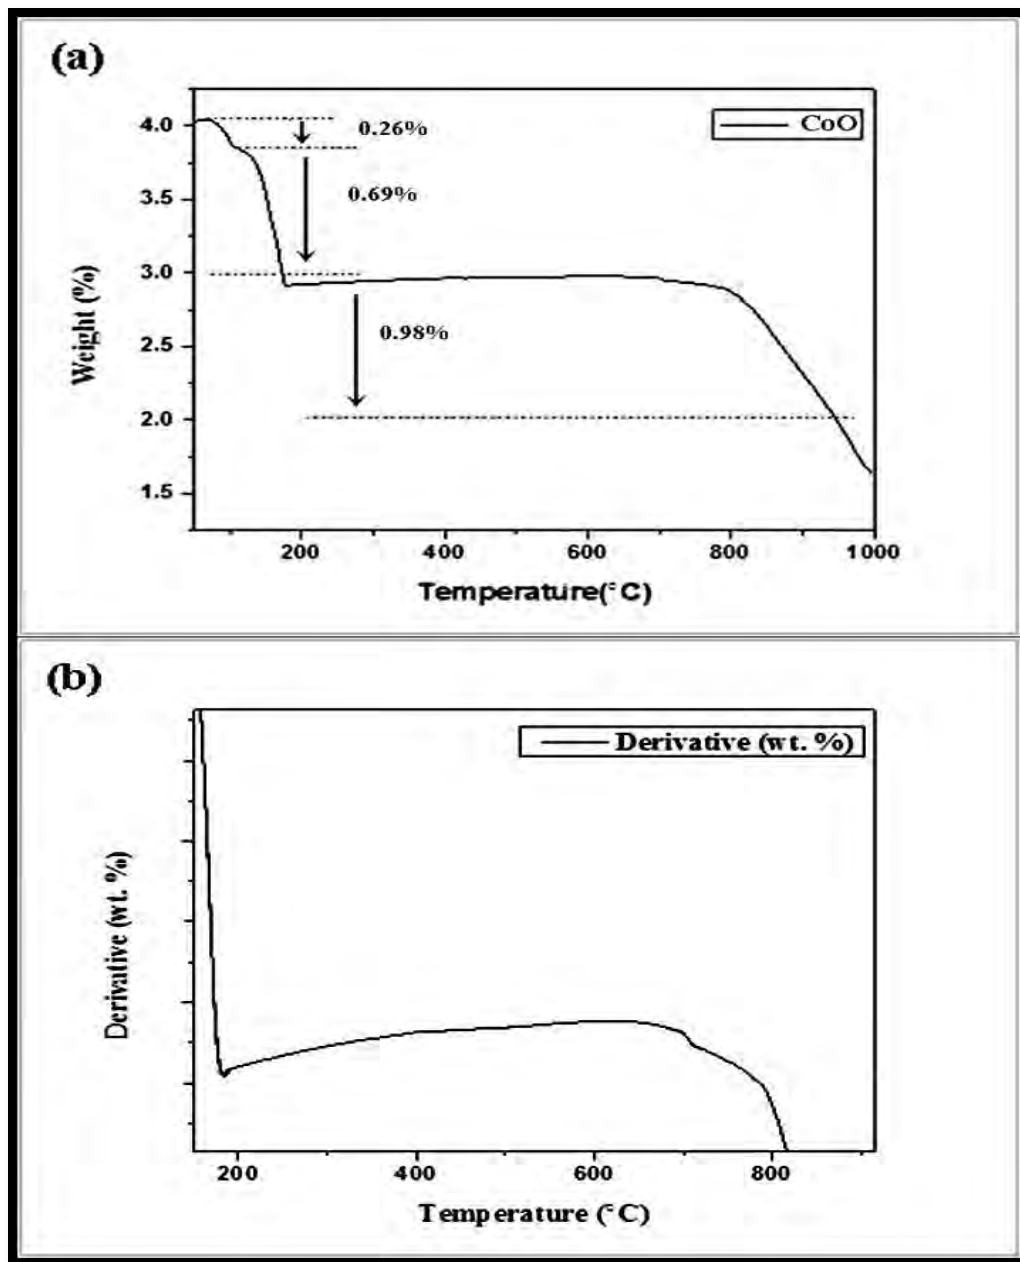 (a)
CoO
0.26%
0.69%
0.98%
4.0
3.5
3.0
2.5
2.0
1.5
Weight (%)
200
400
600
800
1000
Temperature(°C)
(b)
Derivative (wt. %)
Derivative (wt. %)
200
400
600
800
Temperature (°C)